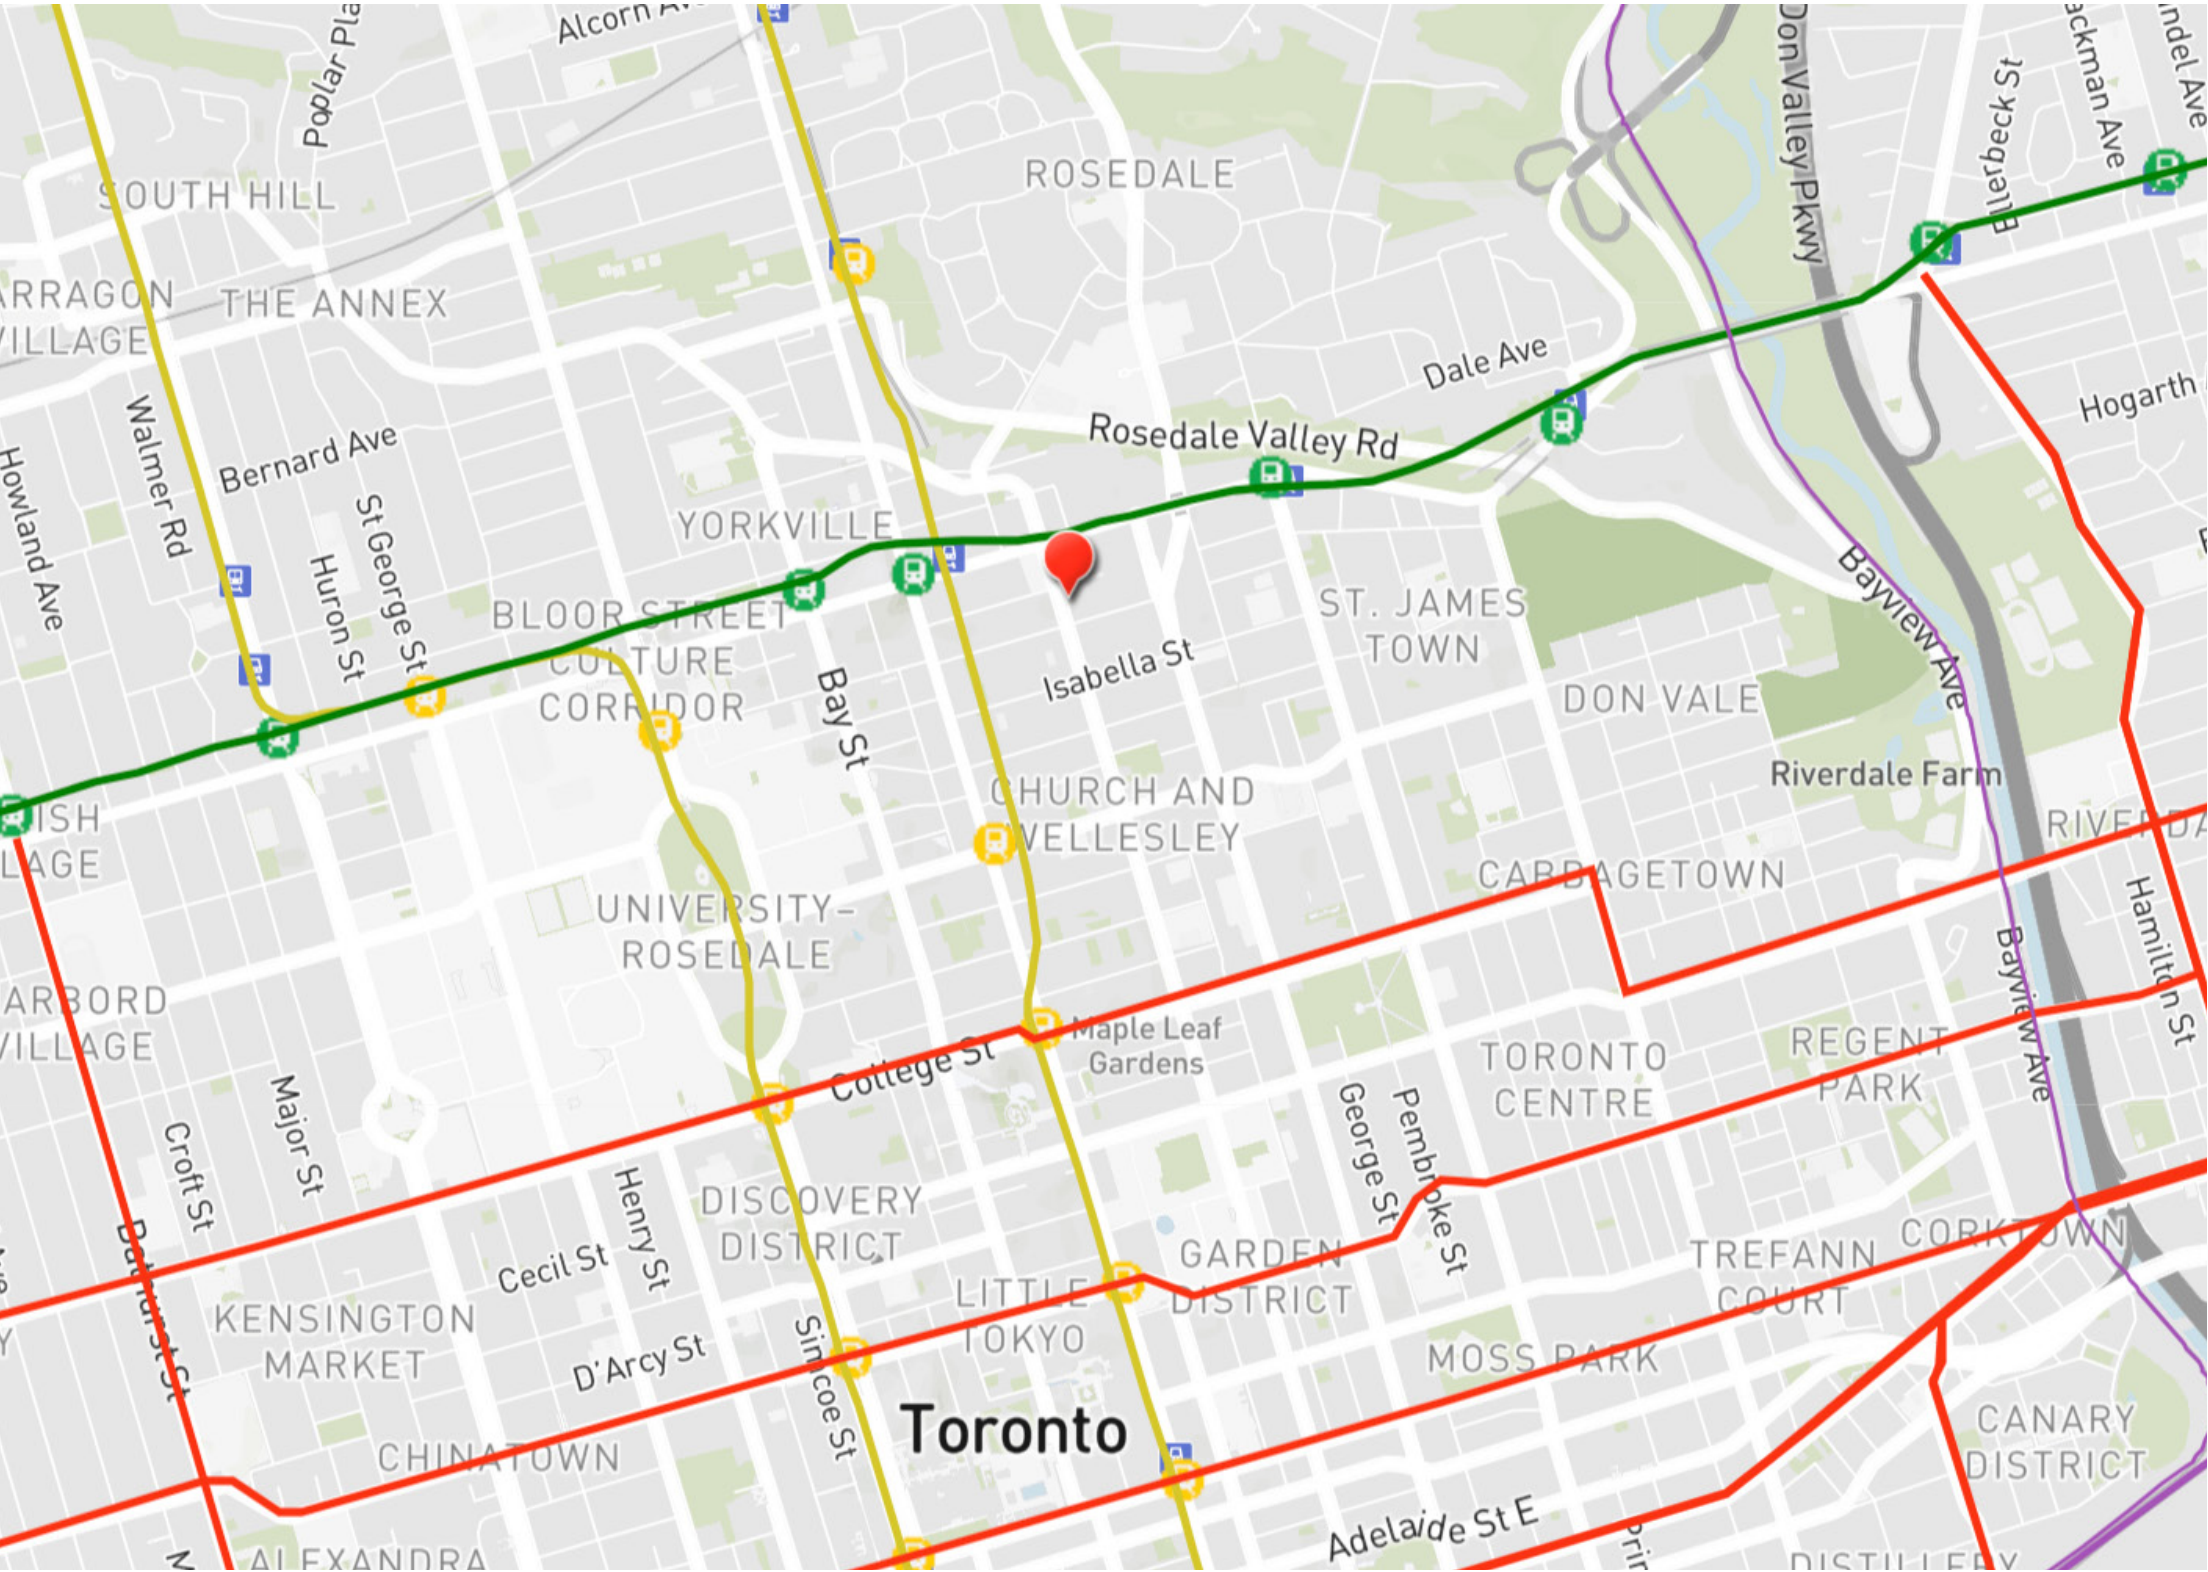 Alcorn
Poplar
Don Valley Pkwy
Ellerbeck St
ackman Ave
ndel Ave
ROSEDALE
SOUTH HILL
ARRAGON
VILLAGE
THE ANNEX
Dale Ave
Hogarth
Walmer Rd
Bernard Ave
Rosedale Valley Rd
Howland Ave
St George St
Huron St
YORKVILLE
BLOOR STREET
CULTURE
CORRIDOR
ST. JAMES
TOWN
Isabella St
Bay St
Bayview Ave
DON VALE
Riverdale Farm
CHURCH AND
WELLESLEY
ISH
LAGE
RIVERDA
CABBAGETOWN
UNIVERSITY-
ROSEDALE
Hamilton St
ARBORD
VILLAGE
Bayview Ave
College St
Maple Leaf
Gardens
TORONTO
CENTRE
REGENT
PARK
Major St
Croft St
George St
Pembroke St
Henry St
DISCOVERY
DISTRICT
Cecil St
Bathurst St
GARDEN
DISTRICT
TREFANN
COURT
CORKTOWN
KENSINGTON
MARKET
LITTLE
TOKYO
D'Arcy St
Simcoe St
MOSS PARK
Toronto
CHINATOWN
CANARY
DISTRICT
Adelaide St E
Prin
ALEXANDRA
DISTILLERY